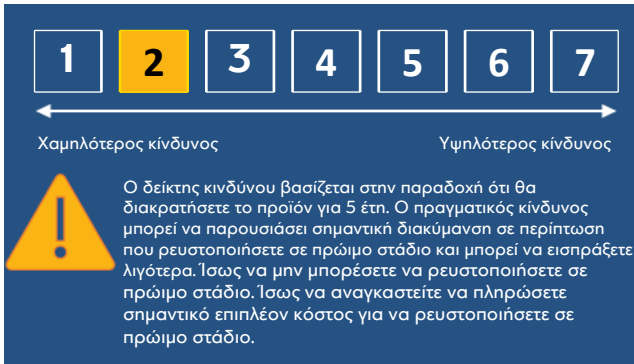 1 2 3 4 5 6 7
Χαμηλότερος κίνδυνος Υψηλότερος κίνδυνος
Ο δείκτης κινδύνου βασίζεται στην παραδοχή ότι θα
διακρατήσετε το προϊόν για 5 έτη. Ο πραγματικός κίνδυνος
μπορεί να παρουσιάσει σημαντική διακύμανση σε περίπτωση
που ρευστοποιήσετε σε πρώιμο στάδιο και μπορεί να εισπράξετε
λιγότερα. Ίσως να μην μπορέσετε να ρευστοποιήσετε σε
πρώιμο στάδιο. Ίσως να αναγκαστείτε να πληρώσετε
σημαντικό επιπλέον κόστος για να ρευστοποιήσετε σε
πρώιμο στάδιο.